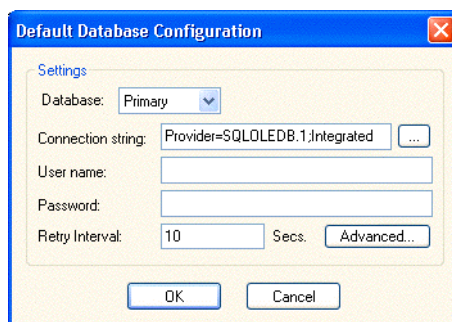 Default Database Configuration
Settings
Database: Primary
Connection string: Provider=SQLOLEDB.1;Integrated ...
User name:
Password:
Retry Interval: 10 Secs. Advanced...
OK Cancel